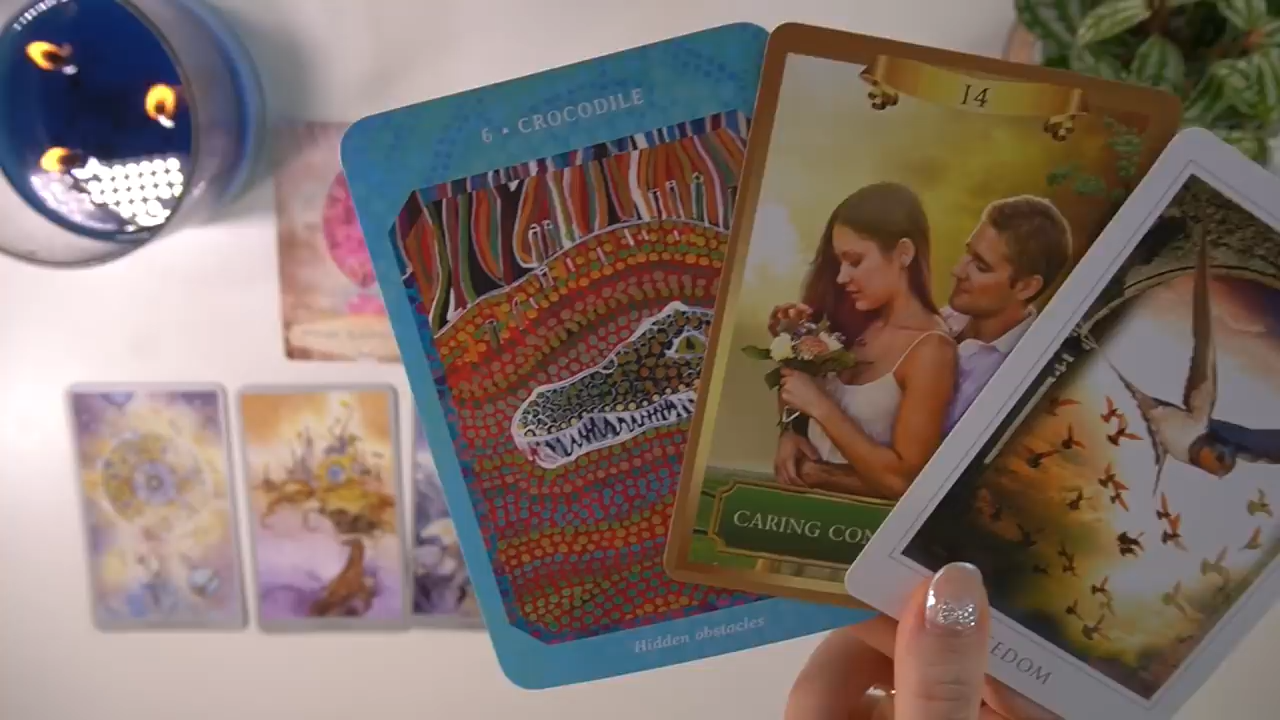 6 • CROCODILE
Hidden obstacles
14
CARING CON
EDOM